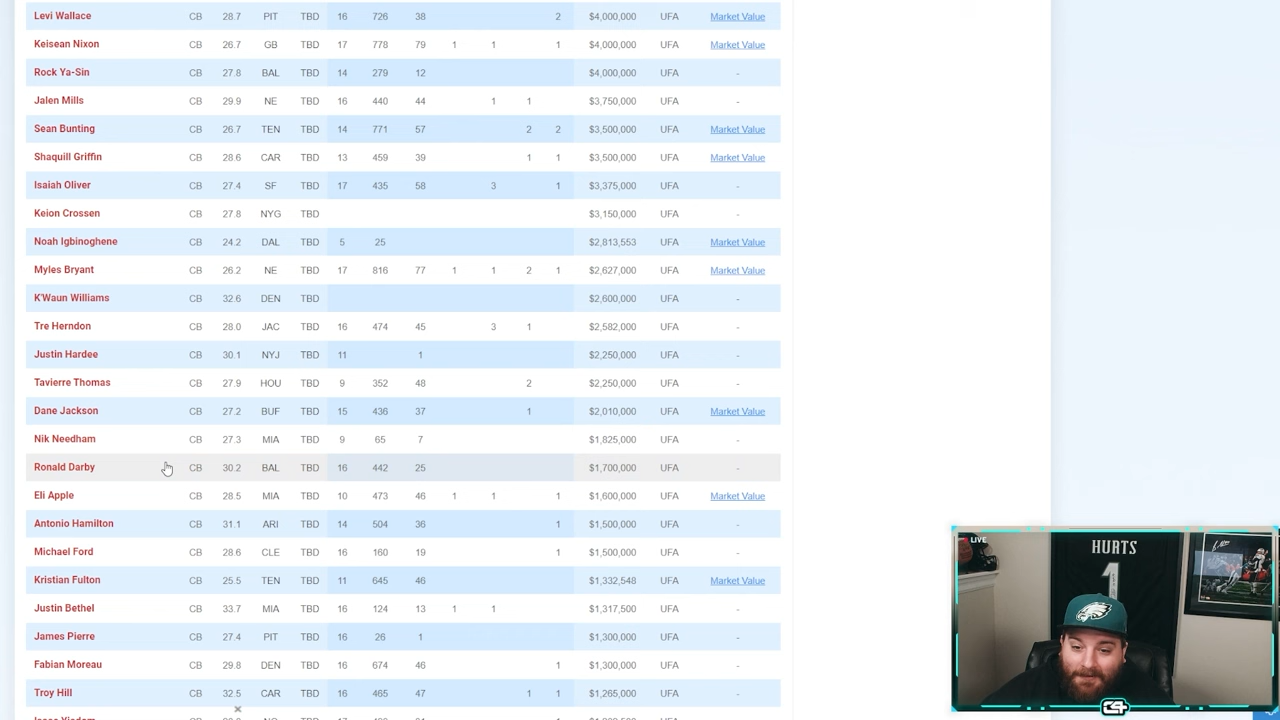 Levi Wallace CB 28.7 PIT TBD 16 726 38 2 $4,000,000 UFA Market Value
Keisean Nixon CB 26.7 GB TBD 17 778 79 1 1 1 $4,000,000 UFA Market Value
Rock Ya-Sin CB 27.8 BAL TBD 14 279 12 $4,000,000 UFA -
Jalen Mills CB 29.9 NE TBD 16 440 44 1 1 $3,750,000 UFA -
Sean Bunting CB 26.7 TEN TBD 14 771 57 2 2 $3,500,000 UFA Market Value
Shaquill Griffin CB 28.6 CAR TBD 13 459 39 1 $3,500,000 UFA Market Value
Isaiah Oliver CB 27.4 SF TBD 17 435 58 3 1 $3,375,000 UFA -
Keion Crossen CB 27.8 NYG TBD $3,150,000 UFA -
Noah Igbinoghene CB 24.2 DAL TBD 5 25 $2,813,553 UFA Market Value
Myles Bryant CB 26.2 NE TBD 17 816 77 1 1 2 1 $2,627,000 UFA Market Value
K'Waun Williams CB 32.6 DEN TBD $2,600,000 UFA -
Tre Herndon CB 28.0 JAC TBD 16 474 45 3 1 $2,582,000 UFA -
Justin Hardee CB 30.1 NYJ TBD 11 1 $2,250,000 UFA -
Tavierre Thomas CB 27.9 HOU TBD 9 352 48 2 $2,250,000 UFA -
Dane Jackson CB 27.2 BUF TBD 15 436 37 1 $2,010,000 UFA Market Value
Nik Needham CB 27.3 MIA TBD 9 65 7 $1,825,000 UFA -
Ronald Darby CB 30.2 BAL TBD 16 442 25 $1,700,000 UFA -
Eli Apple CB 28.5 MIA TBD 10 473 46 1 1 1 $1,600,000 UFA Market Value
Antonio Hamilton CB 31.1 ARI TBD 12 504 36 1 $1,500,000 UFA -
Michael Ford CB 28.6 CLE TBD 16 188 16 $1,500,000 UFA -
Kristian Fulton CB 25.5 TEN TBD 11 645 $1,332,548 UFA Market Value
Justin Bethel CB 33.7 MIA TBD 16 124 13 1 1 $1,317,500 UFA -
James Pierre CB 27.4 PIT TBD $1,300,000 UFA -
Fabian Moreau CB 29.8 DEN TBD $1,300,000 UFA -
Troy Hill CB 32.5 CAR TBD 16 47 1 1 $1,265,000 UFA -
LIVE
HURTS
1